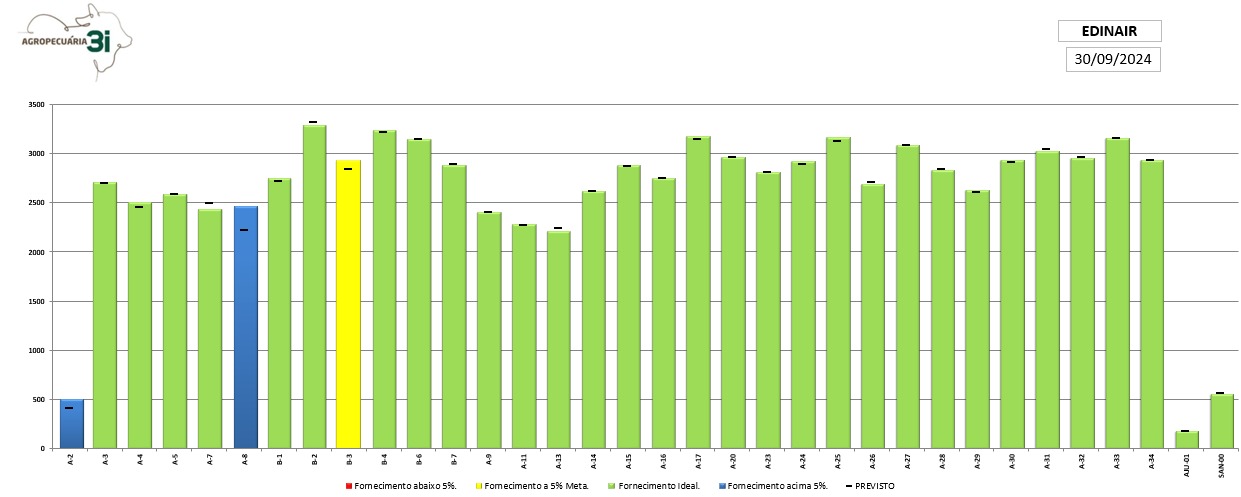 AGROPECUÁRIA 3i
EDINAIR
30/09/2024
3500
3000
2500
2000
1500
1000
500
0
A-2 A-3 A-4 A-5 A-7 A-8 B-1 B-2 B-3 B-4 B-6 B-7 A-9 A-11 A-13 A-14 A-15 A-16 A-17 A-20 A-23 A-24 A-25 A-26 A-27 A-28 A-29 A-30 A-31 A-32 A-33 A-34 AJU-01 SAN-00
Fornecimento abaixo 5%. Fornecimento a 5% Meta. Fornecimento Ideal. Fornecimento acima 5%. PREVISTO